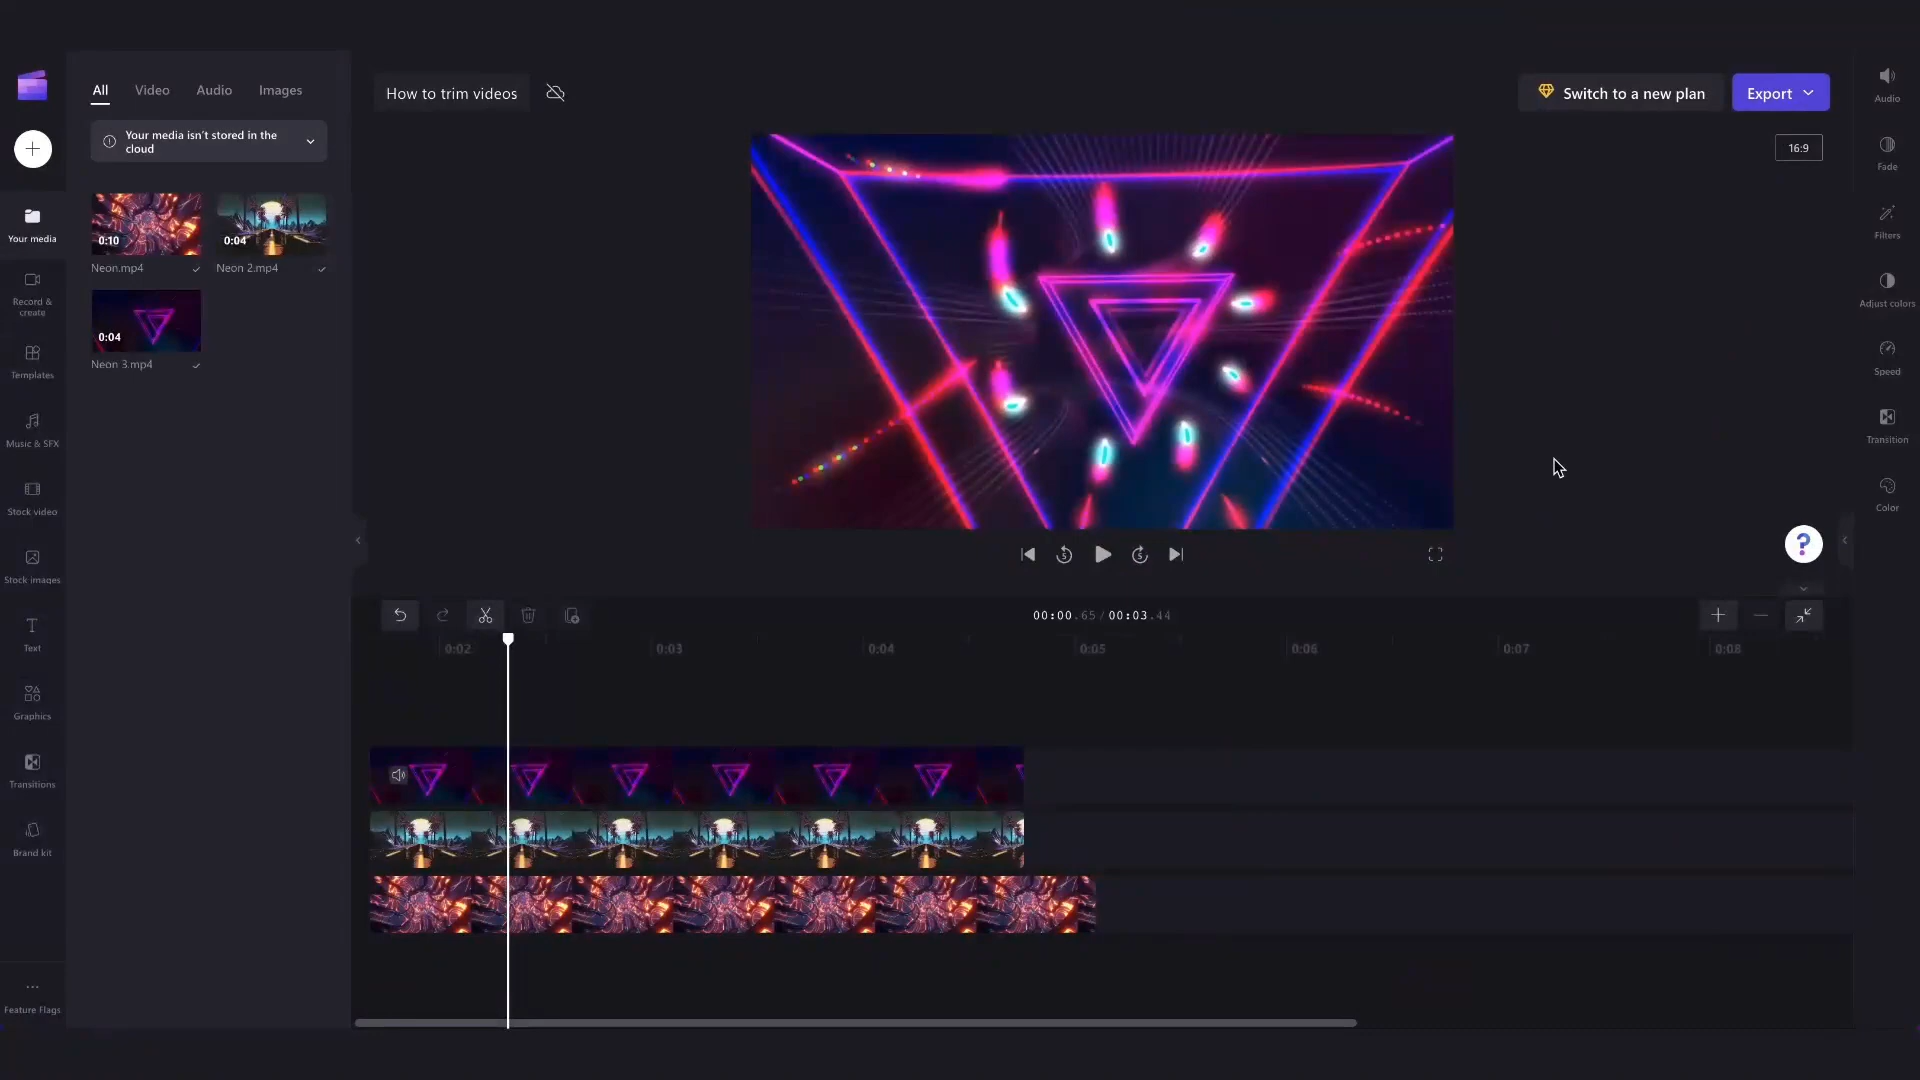 All Video Audio Images
Your media isn't stored in the
cloud
0:10
0:04
Neon.mp4
Neon 2.mp4
0:04
Neon 3.mp4
Your media
Record &
create
Templates
Music & SFX
Stock video
Stock images
Text
Graphics
Transitions
Brand kit
...
Feature Flags
How to trim videos
Switch to a new plan
Export
16:9
5
5
?
00:00.65/00:03.44
0:02 0:03 0:04 0:05 0:06 0:07 0:08
Audio
Fade
Filters
Adjust colors
Speed
Transition
Color